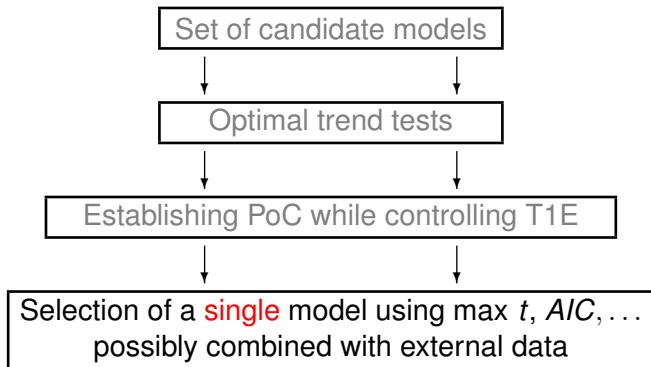 Set of candidate models
Optimal trend tests
Establishing PoC while controlling T1E
Selection of a single model using max t, AIC, . . .
possibly combined with external data